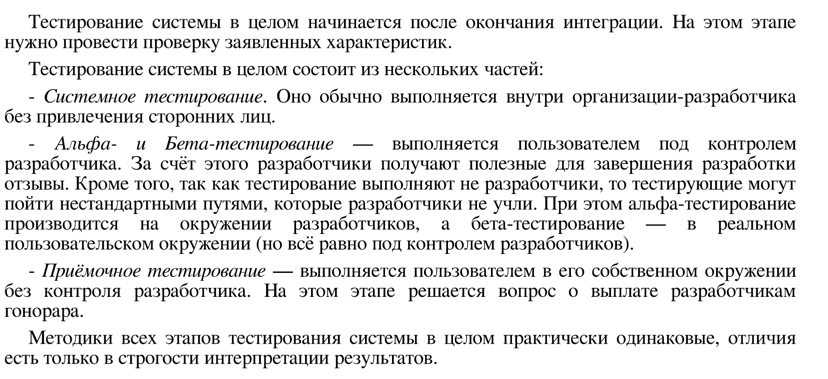 Тестирование системы в целом начинается после окончания интеграции. На этом этапе
нужно провести проверку заявленных характеристик.
Тестирование системы в целом состоит из нескольких частей:
- Системное тестирование. Оно обычно выполняется внутри организации-разработчика
без привлечения сторонних лиц.
- Альфа- и Бета-тестирование — выполняется пользователем под контролем
разработчика. За счёт этого разработчики получают полезные для завершения разработки
отзывы. Кроме того, так как тестирование выполняют не разработчики, то тестирующие могут
пойти нестандартными путями, которые разработчики не учли. При этом альфа-тестирование
производится на окружении разработчиков, а бета-тестирование — в реальном
пользовательском окружении (но всё равно под контролем разработчиков).
- Приёмочное тестирование — выполняется пользователем в его собственном окружении
без контроля разработчика. На этом этапе решается вопрос о выплате разработчикам
гонорара.
Методики всех этапов тестирования системы в целом практически одинаковые, отличия
есть только в строгости интерпретации результатов.